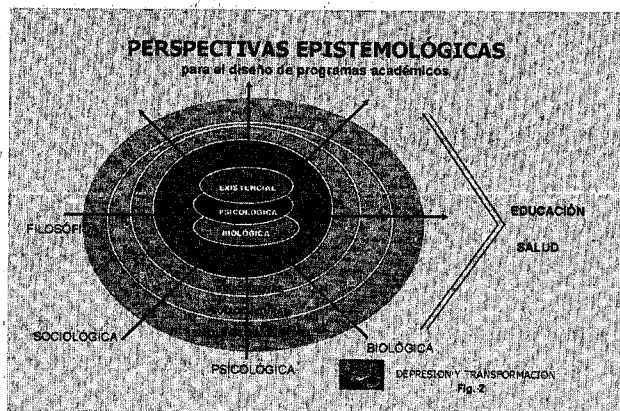 PERSPECTIVAS EPISTEMOLÓGICAS
para el diseño de programas académicos
EXISTENCIAL
PSICOLÓGICA
BIOLÓGICA
FILOSÓFICA
EDUCACIÓN
SALUD
SOCIOLÓGICA
BIOLÓGICA
PSICOLÓGICA
DEPRESIÓN Y TRANSFORMACIÓN
Fig. 2